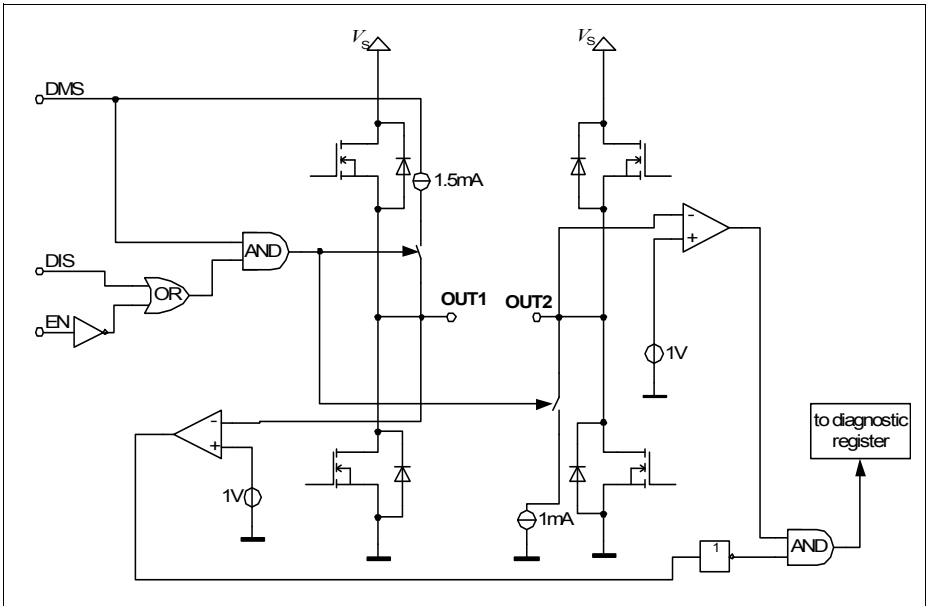 VS
VS
DMS
1.5mA
-
+
AND
DIS
OR
OUT1
OUT2
EN
1V
-
+
to diagnostic
register
1V
1mA
1
AND